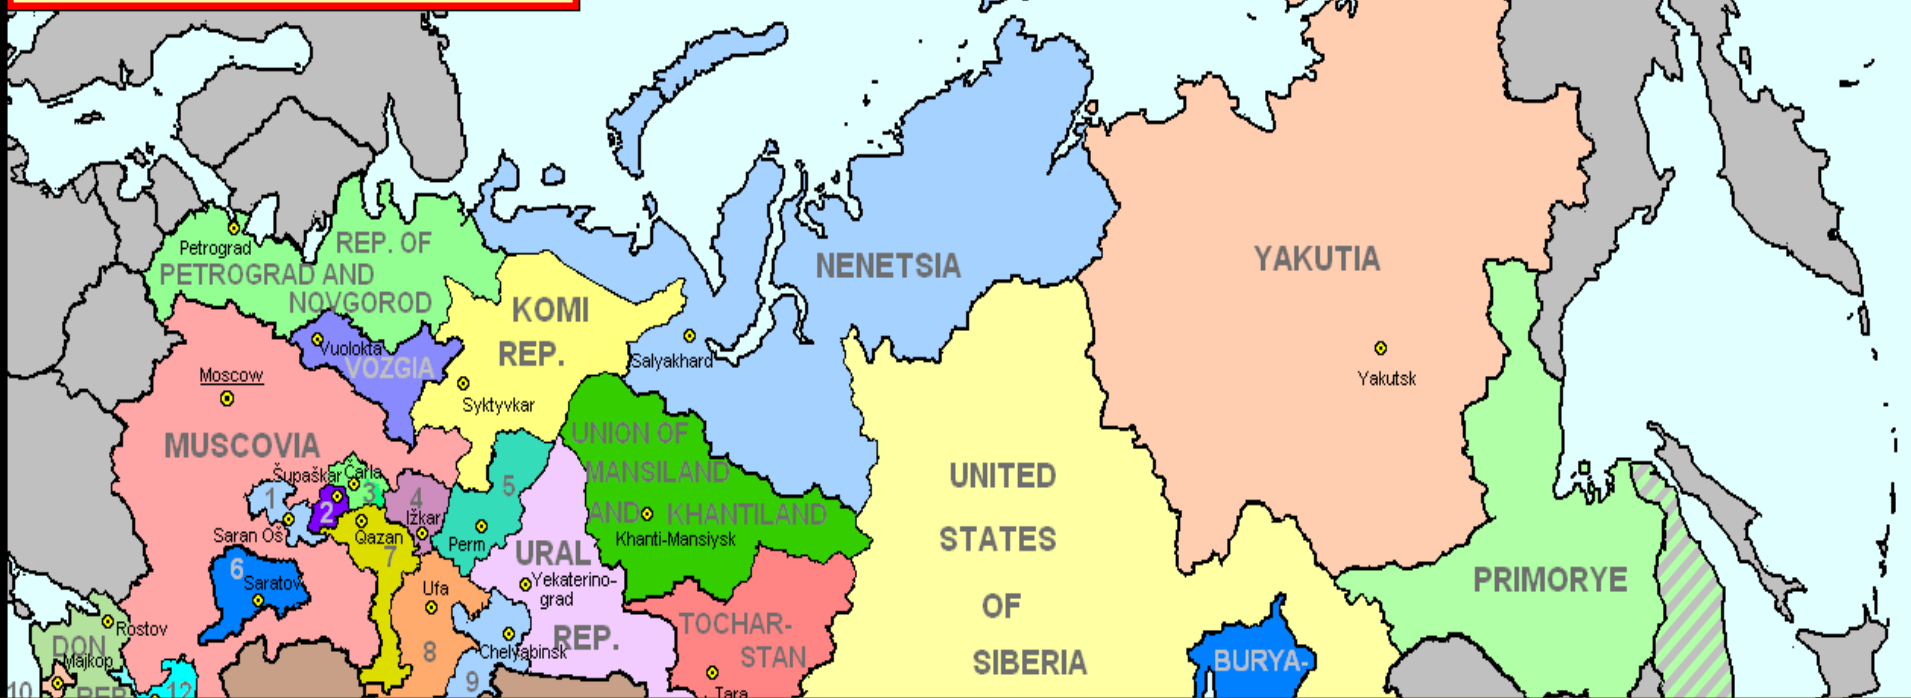 Petrograd
REP. OF
PETROGRAD AND
NOVGOROD
NENETSIA
YAKUTIA
KOMI
REP.
Vuolokta
VOZGIA
Salyakhard
Moscow
Syktyvkar
Yakutsk
MUSCOVIA
UNION OF
MANSILAND
AND KHANTILAND
Khanti-Mansiysk
UNITED
STATES
OF
SIBERIA
Šupaškar
Carla
1
2
3
4
5
Saran Oš
Qazan
Ižkar
Perm
7
URAL
REP.
Yekaterino-
grad
6
Saratov
Ufa
8
Chelyabinsk
9
TOCHAR-
STAN
Tara
PRIMORYE
BURYA-
Rostov
DON
REP.
Majkop
10
12